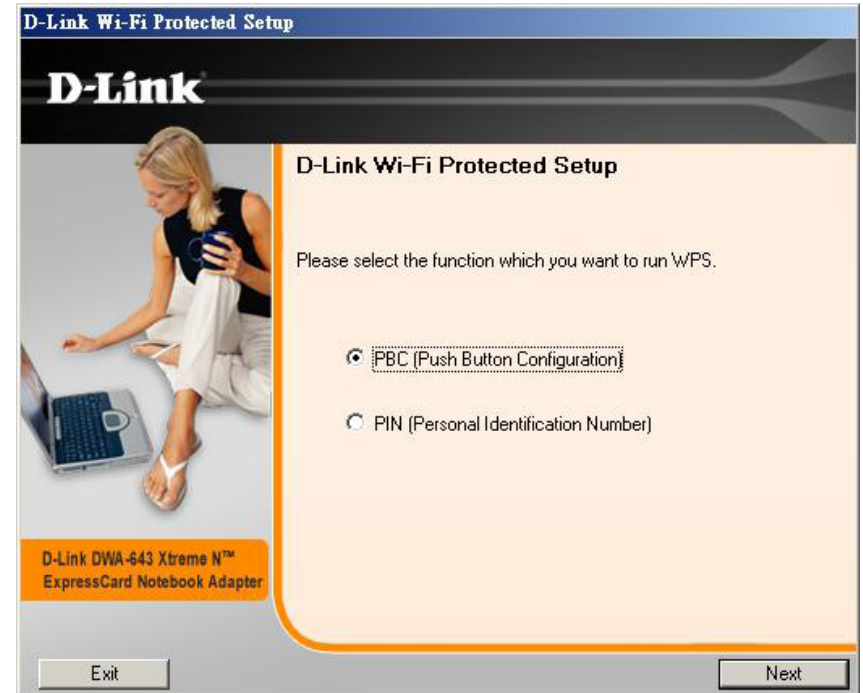 D-Link Wi-Fi Protected Setup
D-Link
D-Link Wi-Fi Protected Setup
Please select the function which you want to run WPS.
PBC (Push Button Configuration)
PIN (Personal Identification Number)
D-Link DWA-643 Xtreme N™
ExpressCard Notebook Adapter
Exit
Next